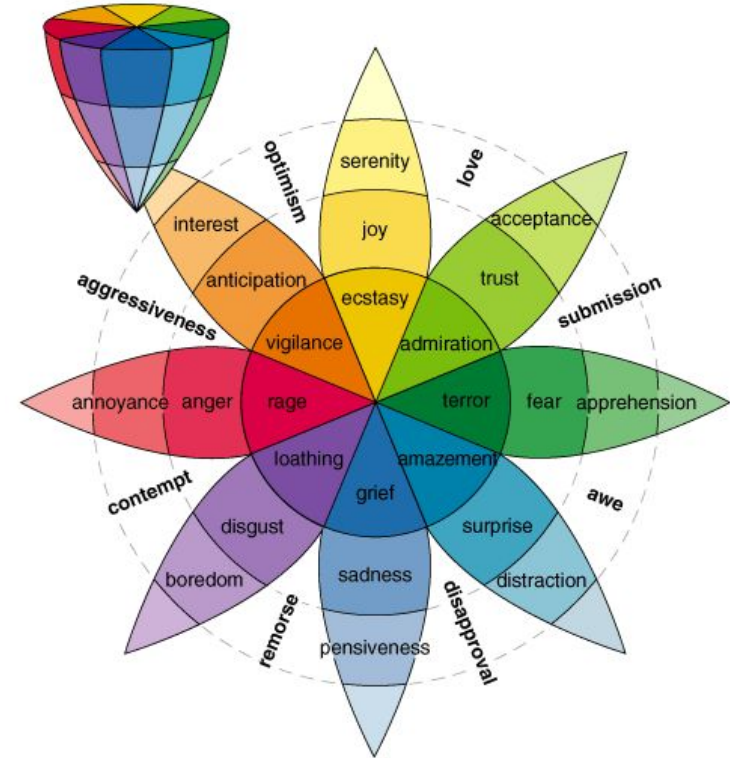 optimism
love
serenity
interest
acceptance
joy
anticipation
trust
aggressiveness
submission
ecstasy
vigilance
admiration
annoyance
anger
rage
terror
fear
apprehension
loathing
amazement
contempt
grief
awe
disgust
surprise
boredom
sadness
distraction
remorse
disapproval
pensiveness